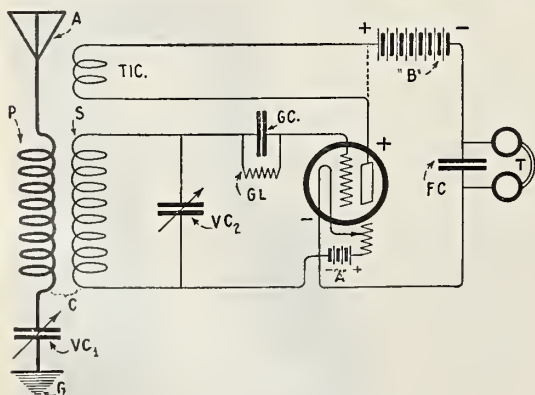 A
+ -
TIC.
"B"
P S
GC.
+
GL
FC T
VC2
-
- "A" +
C
VC1
G